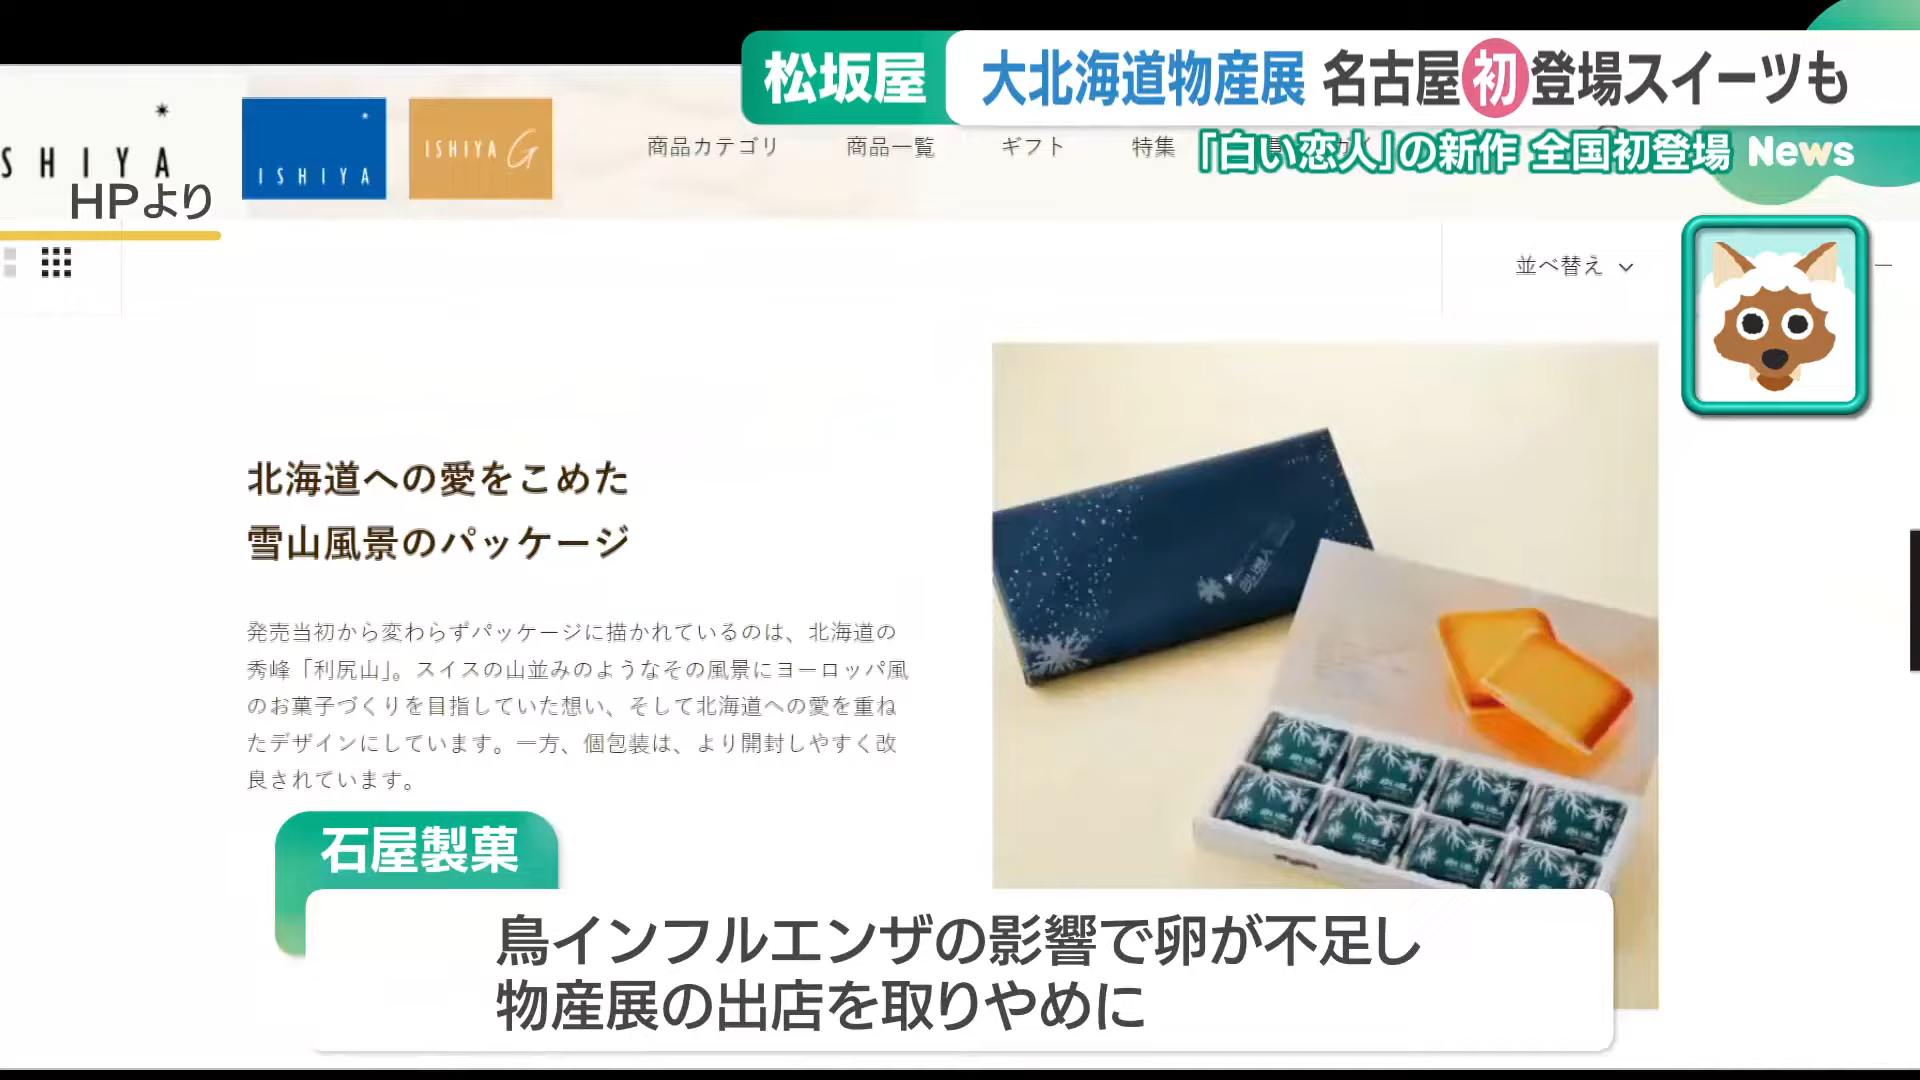 松坂屋
大北海道物産展 名古屋初登場スイーツも
「白い恋人」の新作 全国初登場
News
SHIYA
HPより
ISHIYA
ISHIYA G
商品カテゴリ
商品一覧
ギフト
特集
並べ替え
北海道への愛をこめた
雪山風景のパッケージ
発売当初から変わらずパッケージに描かれているのは、北海道の
秀峰「利尻山」。スイスの山並みのようなその風景にヨーロッパ風
のお菓子づくりを目指していた想い、そして北海道への愛を重ね
たデザインにしています。一方、個包装は、より開封しやすく改
良されています。
石屋製菓
鳥インフルエンザの影響で卵が不足し
物産展の出店を取りやめに